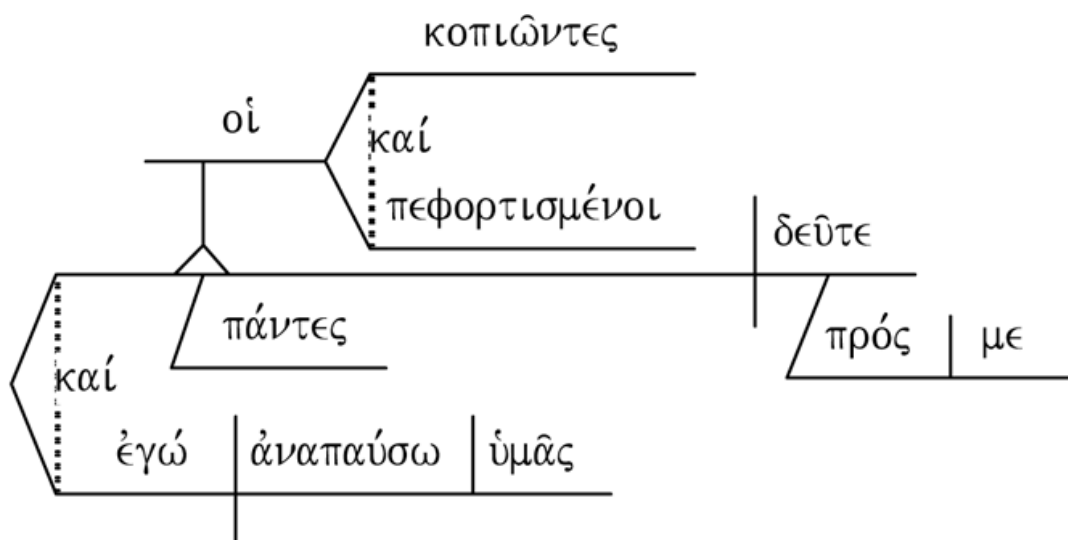 κοπιῶντες
οἱ
καί
πεφορτισμένοι
δεῦτε
πάντες
πρός με
καί
ἐγώ ἀναπαύσω ὑμᾶς